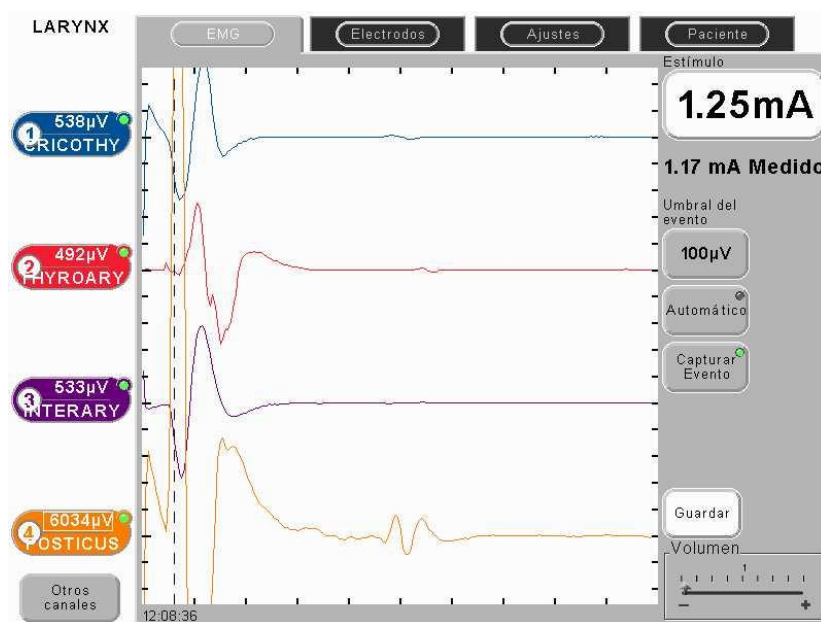 LARYNX
EMG
Electrodos
Ajustes
Paciente
Estímulo
1.25mA
1.17 mA Medido
Umbral del
evento
100µV
Automático
Capturar
Evento
Guardar
Volumen
1
- +
1
538µV
CRICOTHY
2
492µV
THYROARY
3
533µV
INTERARY
4
6034µV
POSTICUS
Otros
canales
12:08:36